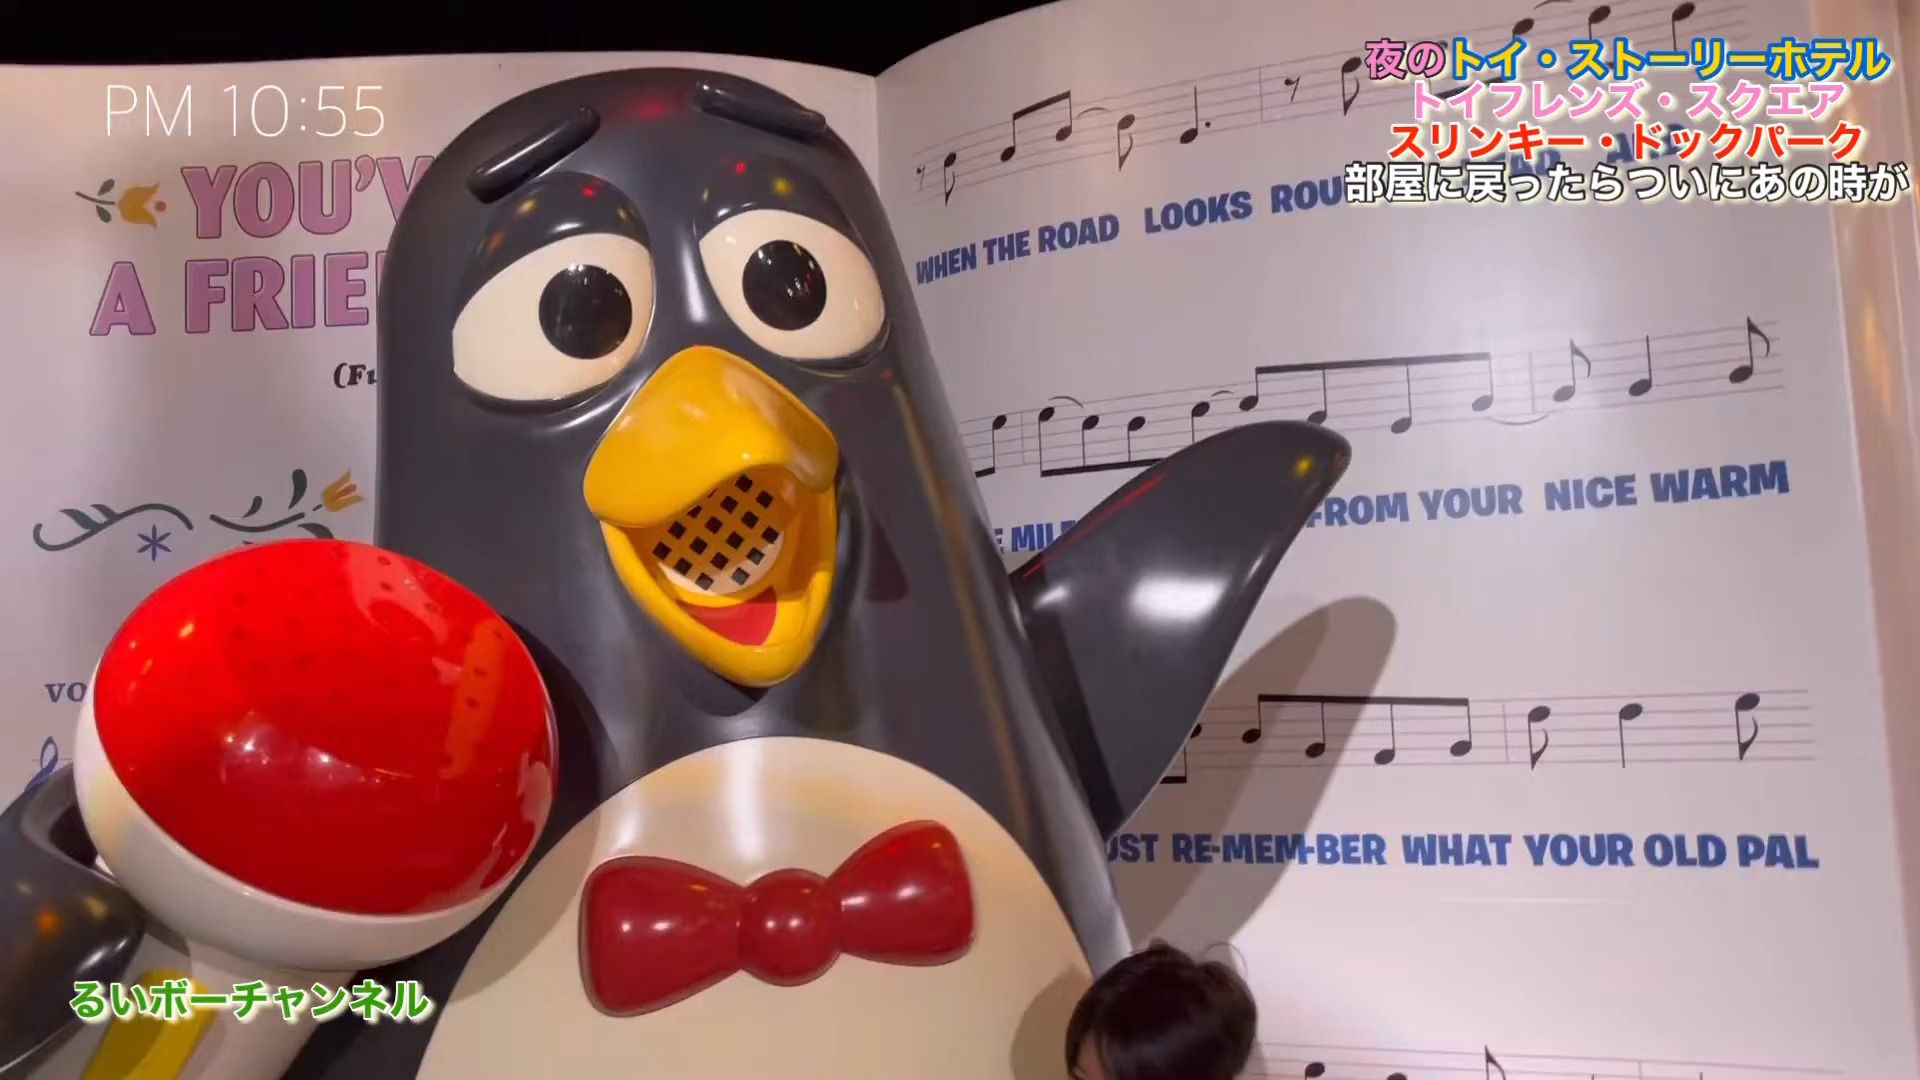 PM 10:55
夜のトイ・ストーリーホテル
トイフレンズ・スクエア
スリンキー・ドックパーク
部屋に戻ったらついにあの時が
YOU'V
A FRIE
WHEN THE ROAD LOOKS ROU
FROM YOUR NICE WARM
UST RE-MEM-BER WHAT YOUR OLD PAL
るいボーチャンネル